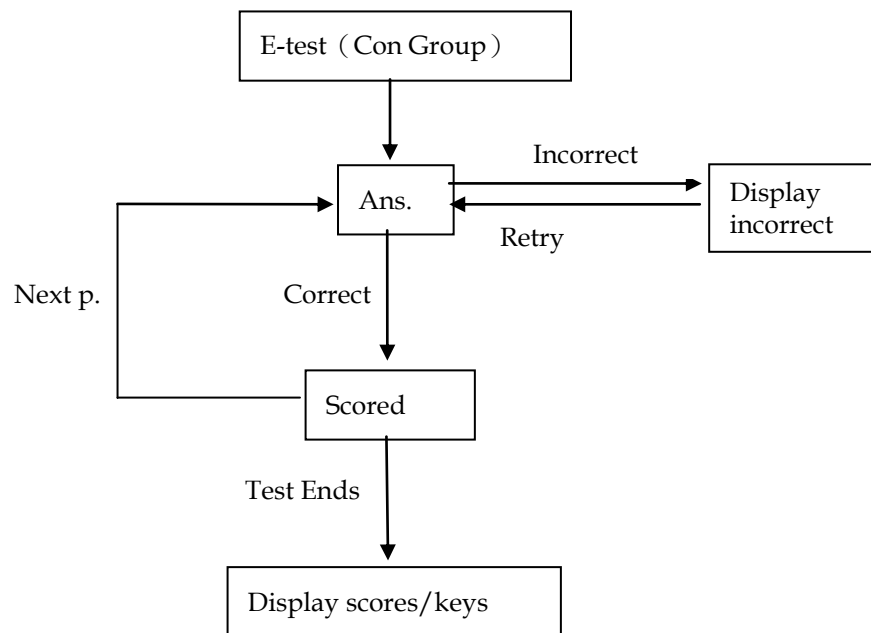 E-test（Con Group）
Incorrect
Ans.
Display
incorrect
Retry
Next p.
Correct
Scored
Test Ends
Display scores/keys